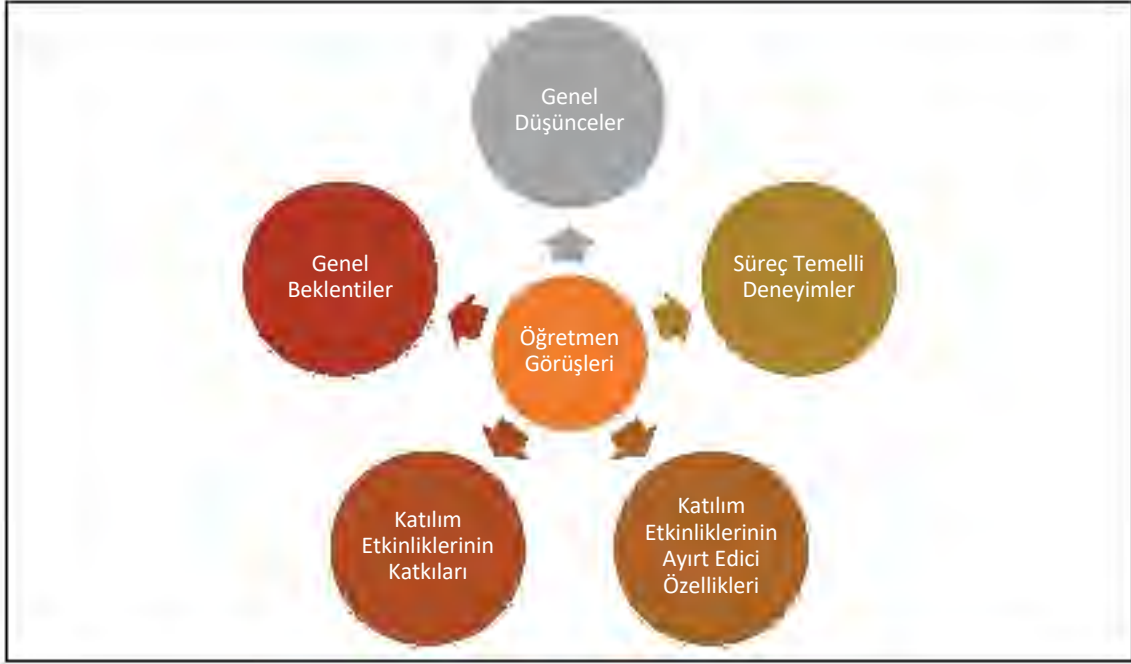 Genel
Düşünceler
Genel
Beklentiler
Süreç Temelli
Deneyimler
Öğretmen
Görüşleri
Katılım
Etkinliklerinin
Katkıları
Katılım
Etkinliklerinin
Ayırt Edici
Özellikleri